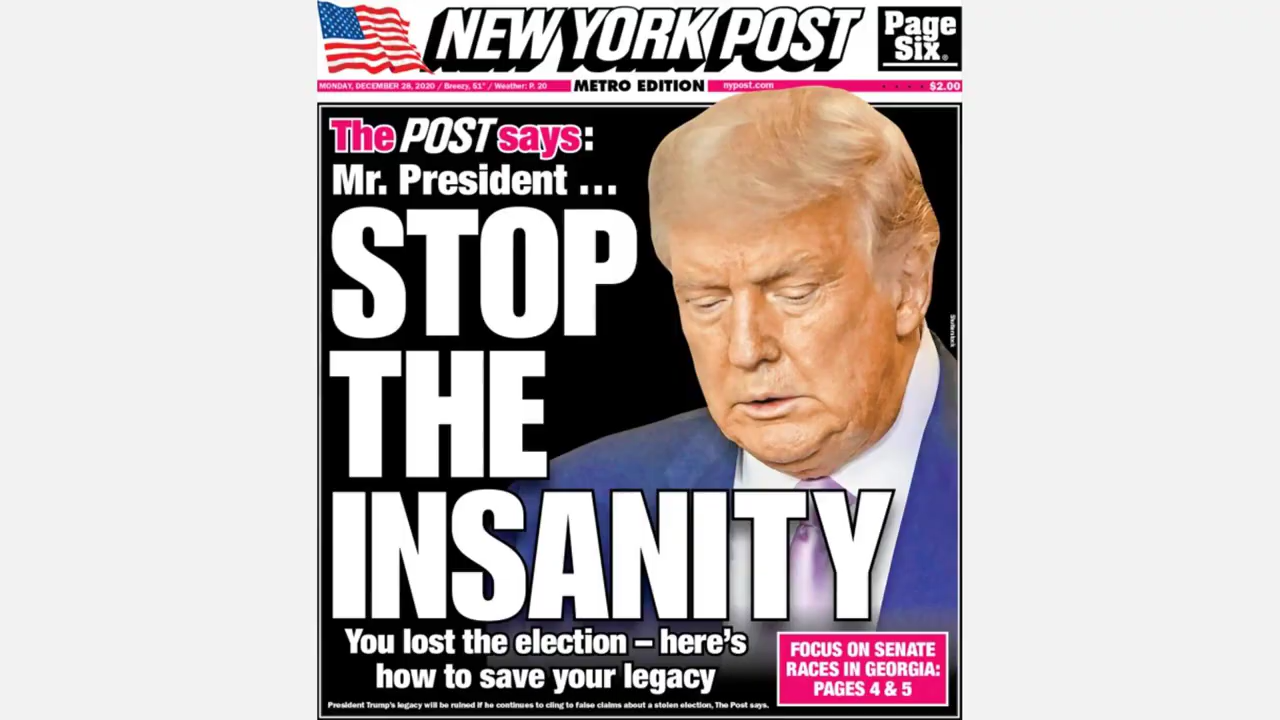 NEW YORK POST
Page
Six®
MONDAY, DECEMBER 28, 2020 / Breezy, 51° / Weather: P. 20
METRO EDITION
nypost.com
$2.00
The POST says:
Mr. President ...
STOP
THE
INSANITY
You lost the election – here's
how to save your legacy
FOCUS ON SENATE
RACES IN GEORGIA:
PAGES 4 & 5
President Trump's legacy will be ruined if he continues to cling to false claims about a stolen election, The Post says.
Shutterstock